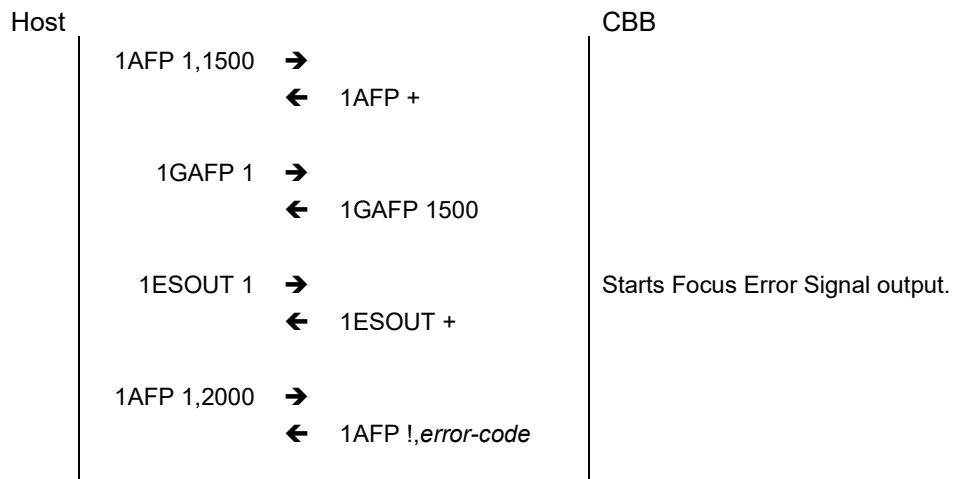 Host CBB
1AFP 1,1500 ➔
🡸 1AFP +
1GAFP 1 ➔
🡸 1GAFP 1500
1ESOUT 1 ➔ Starts Focus Error Signal output.
🡸 1ESOUT +
1AFP 1,2000 ➔
🡸 1AFP !,error-code